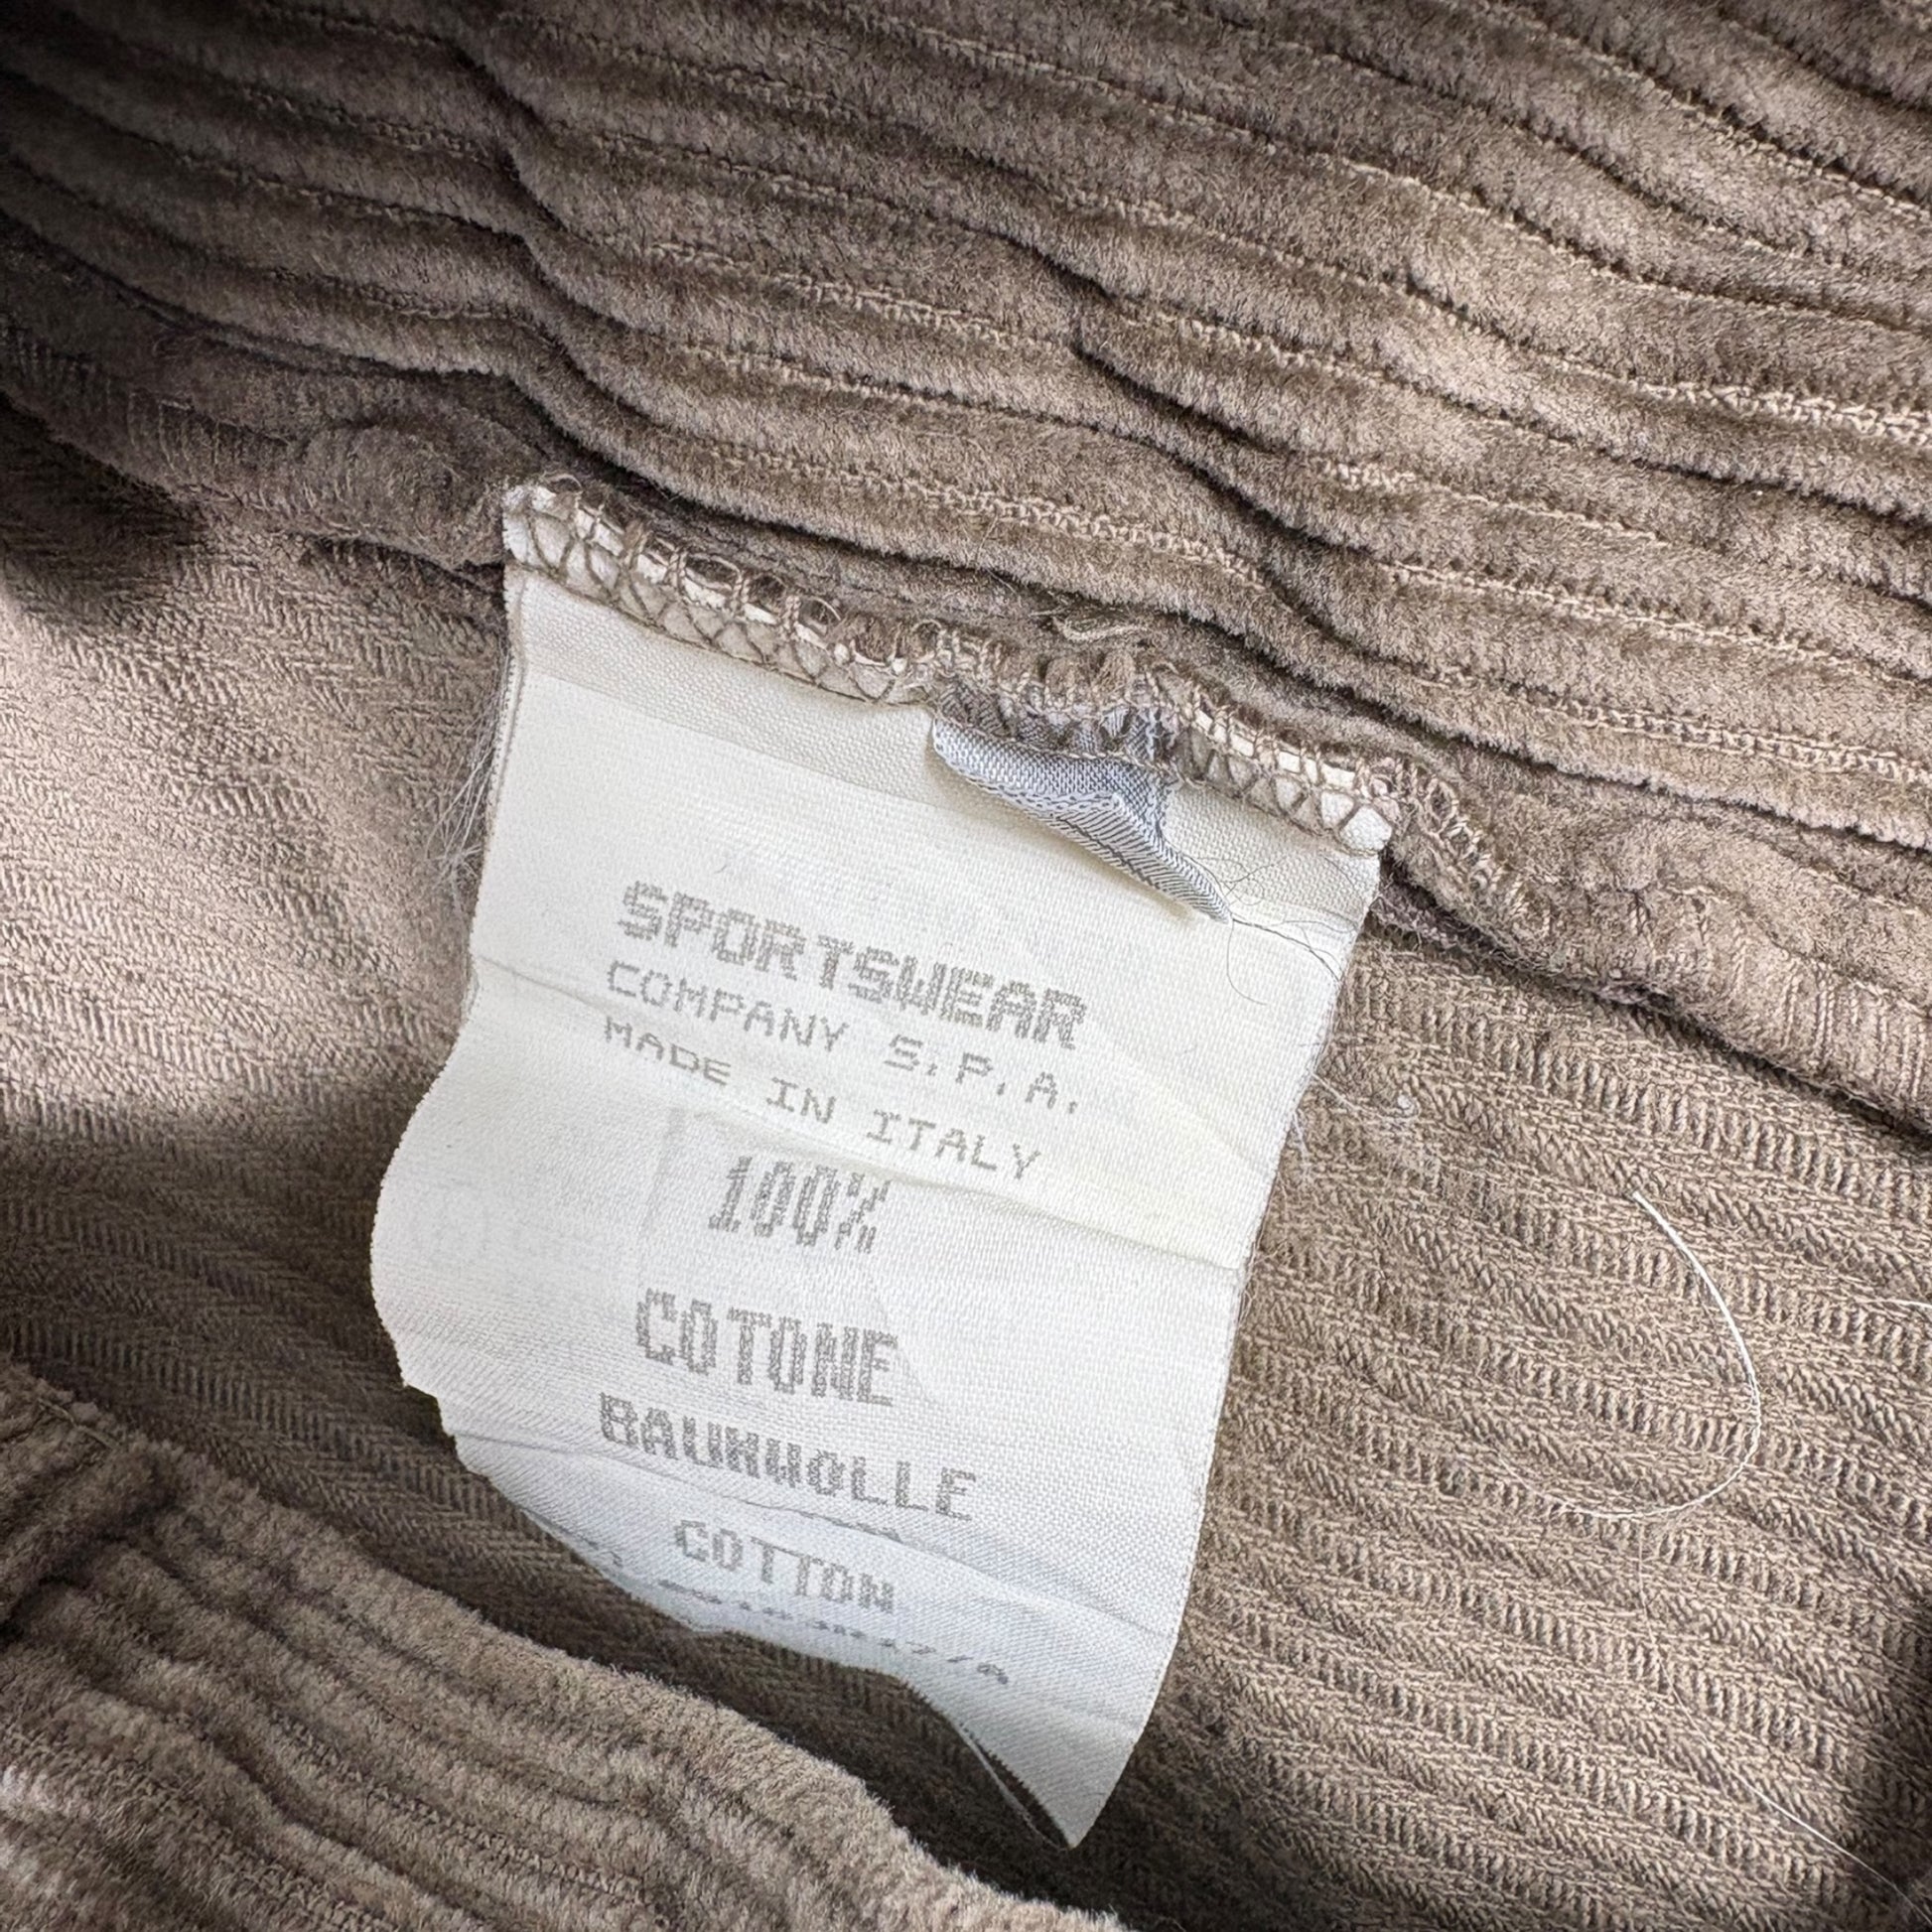 SPORTSWEAR
COMPANY S.P.A.
MADE IN ITALY
100%
COTONE
BAUMWOLLE
COTTON